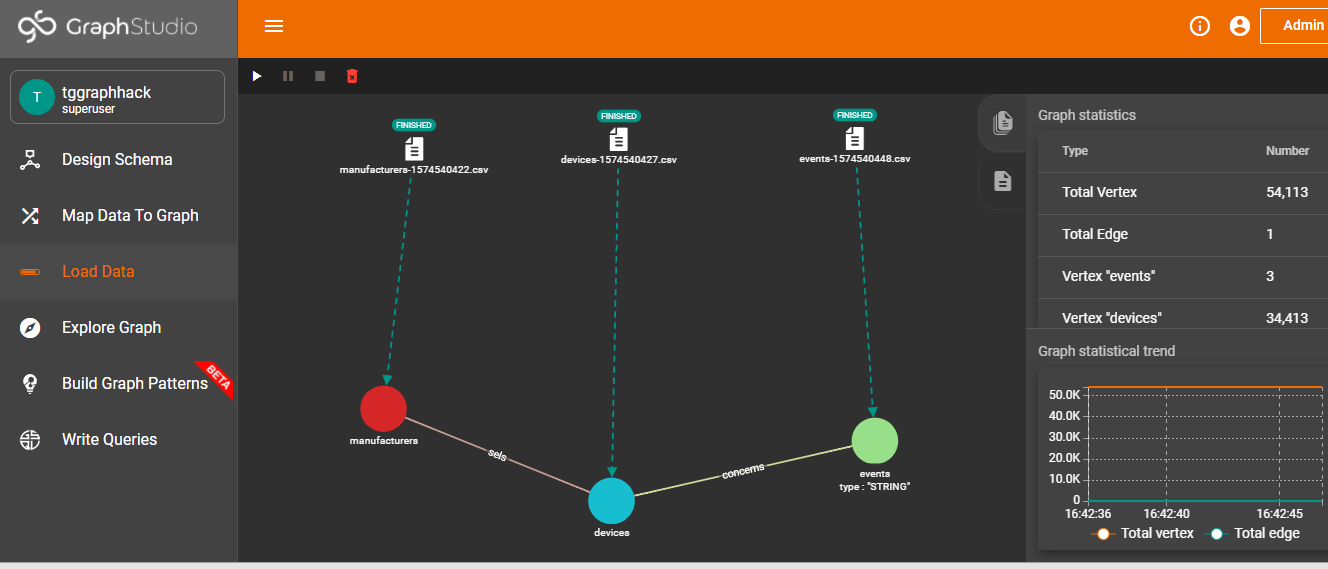 GraphStudio
Admin
T
tggraphhack
superuser
Design Schema
Map Data To Graph
Load Data
Explore Graph
Build Graph Patterns
BETA
Write Queries
FINISHED
manufacturers-1574540422.csv
FINISHED
devices-1574540427.csv
FINISHED
events-1574540448.csv
manufacturers
sels
devices
concerns
events
type : "STRING"
Graph statistics
Type Number
Total Vertex 54,113
Total Edge 1
Vertex "events" 3
Vertex "devices" 34,413
Graph statistical trend
50.0K
40.0K
30.0K
20.0K
10.0K
0
16:42:36 16:42:40 16:42:45
Total vertex Total edge